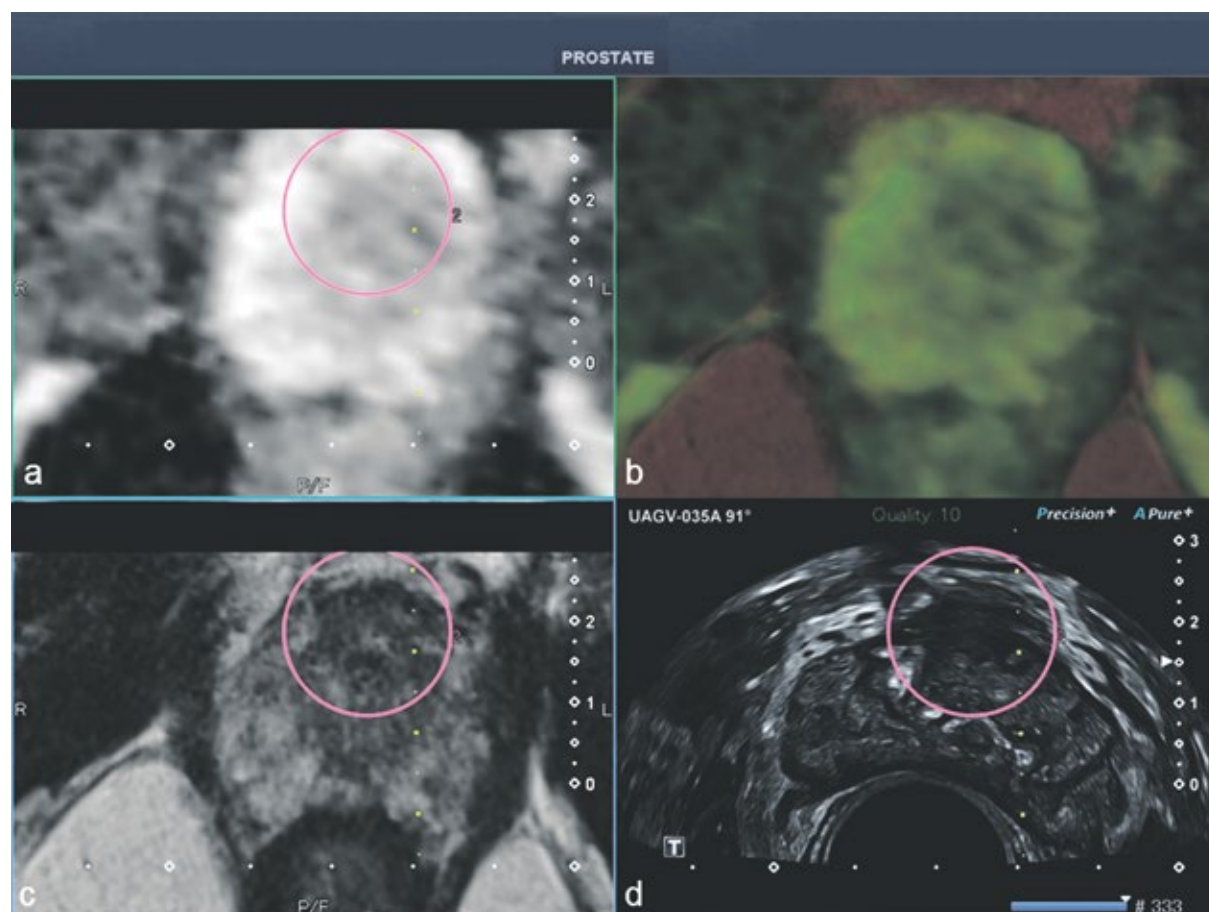 PROSTATE
2
2
1
0
R
L
a
P/F
b
UAGV-035A 91° Quality: 10 Precision+ A Pure+
3
2
1
0
R
L
c
P/F
2
1
0
T
d
# 333